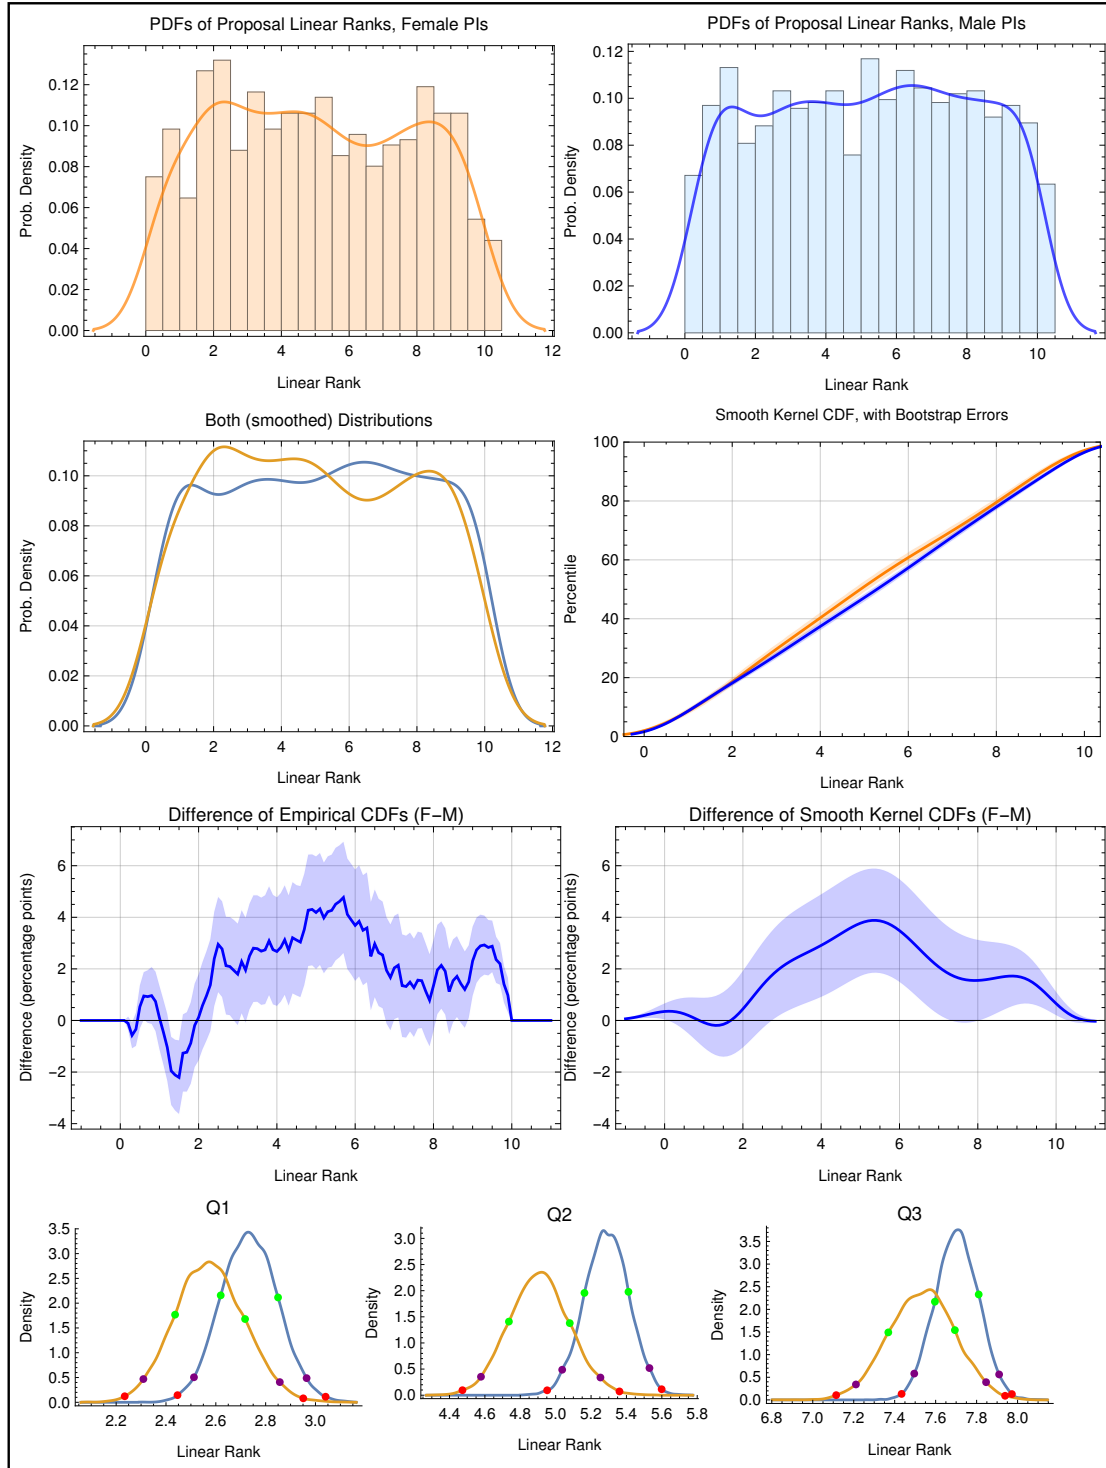 PDFs of Proposal Linear Ranks, Female PIs
Prob. Density
0.12
0.10
0.08
0.06
0.04
0.02
0.00
0 2 4 6 8 10 12
Linear Rank
PDFs of Proposal Linear Ranks, Male PIs
Prob. Density
0.12
0.10
0.08
0.06
0.04
0.02
0.00
0 2 4 6 8 10
Linear Rank
Both (smoothed) Distributions
Prob. Density
0.10
0.08
0.06
0.04
0.02
0.00
0 2 4 6 8 10 12
Linear Rank
Smooth Kernel CDF, with Bootstrap Errors
Percentile
100
80
60
40
20
0
0 2 4 6 8 10
Linear Rank
Difference of Empirical CDFs (F−M)
Difference (percentage points)
6
4
2
0
−2
−4
0 2 4 6 8 10
Linear Rank
Difference of Smooth Kernel CDFs (F−M)
Difference (percentage points)
6
4
2
0
−2
−4
0 2 4 6 8 10
Linear Rank
Q1
Density
3.5
3.0
2.5
2.0
1.5
1.0
0.5
0.0
2.2 2.4 2.6 2.8 3.0
Linear Rank
Q2
Density
3.0
2.5
2.0
1.5
1.0
0.5
0.0
4.4 4.6 4.8 5.0 5.2 5.4 5.6 5.8
Linear Rank
Q3
Density
3.5
3.0
2.5
2.0
1.5
1.0
0.5
0.0
6.8 7.0 7.2 7.4 7.6 7.8 8.0
Linear Rank